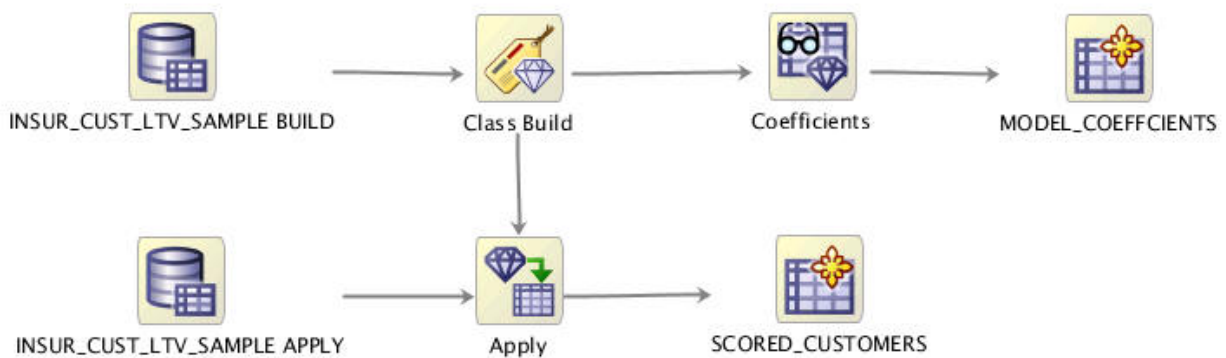 INSUR_CUST_LTV_SAMPLE BUILD
Class Build
Coefficients
MODEL_COEFFCIENTS
INSUR_CUST_LTV_SAMPLE APPLY
Apply
SCORED_CUSTOMERS